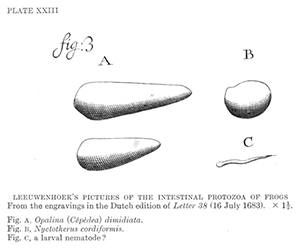 PLATE XXIII
fig:3
A
B
C
LEEUWENHOEK'S PICTURES OF THE INTESTINAL PROTOZOA OF FROGS
From the engravings in the Dutch edition of Letter 38 (16 July 1683). × 1½.
Fig. A, Opalina (Cépèdea) dimidiata.
Fig. B, Nyctotherus cordiformis.
Fig. C, a larval nematode?